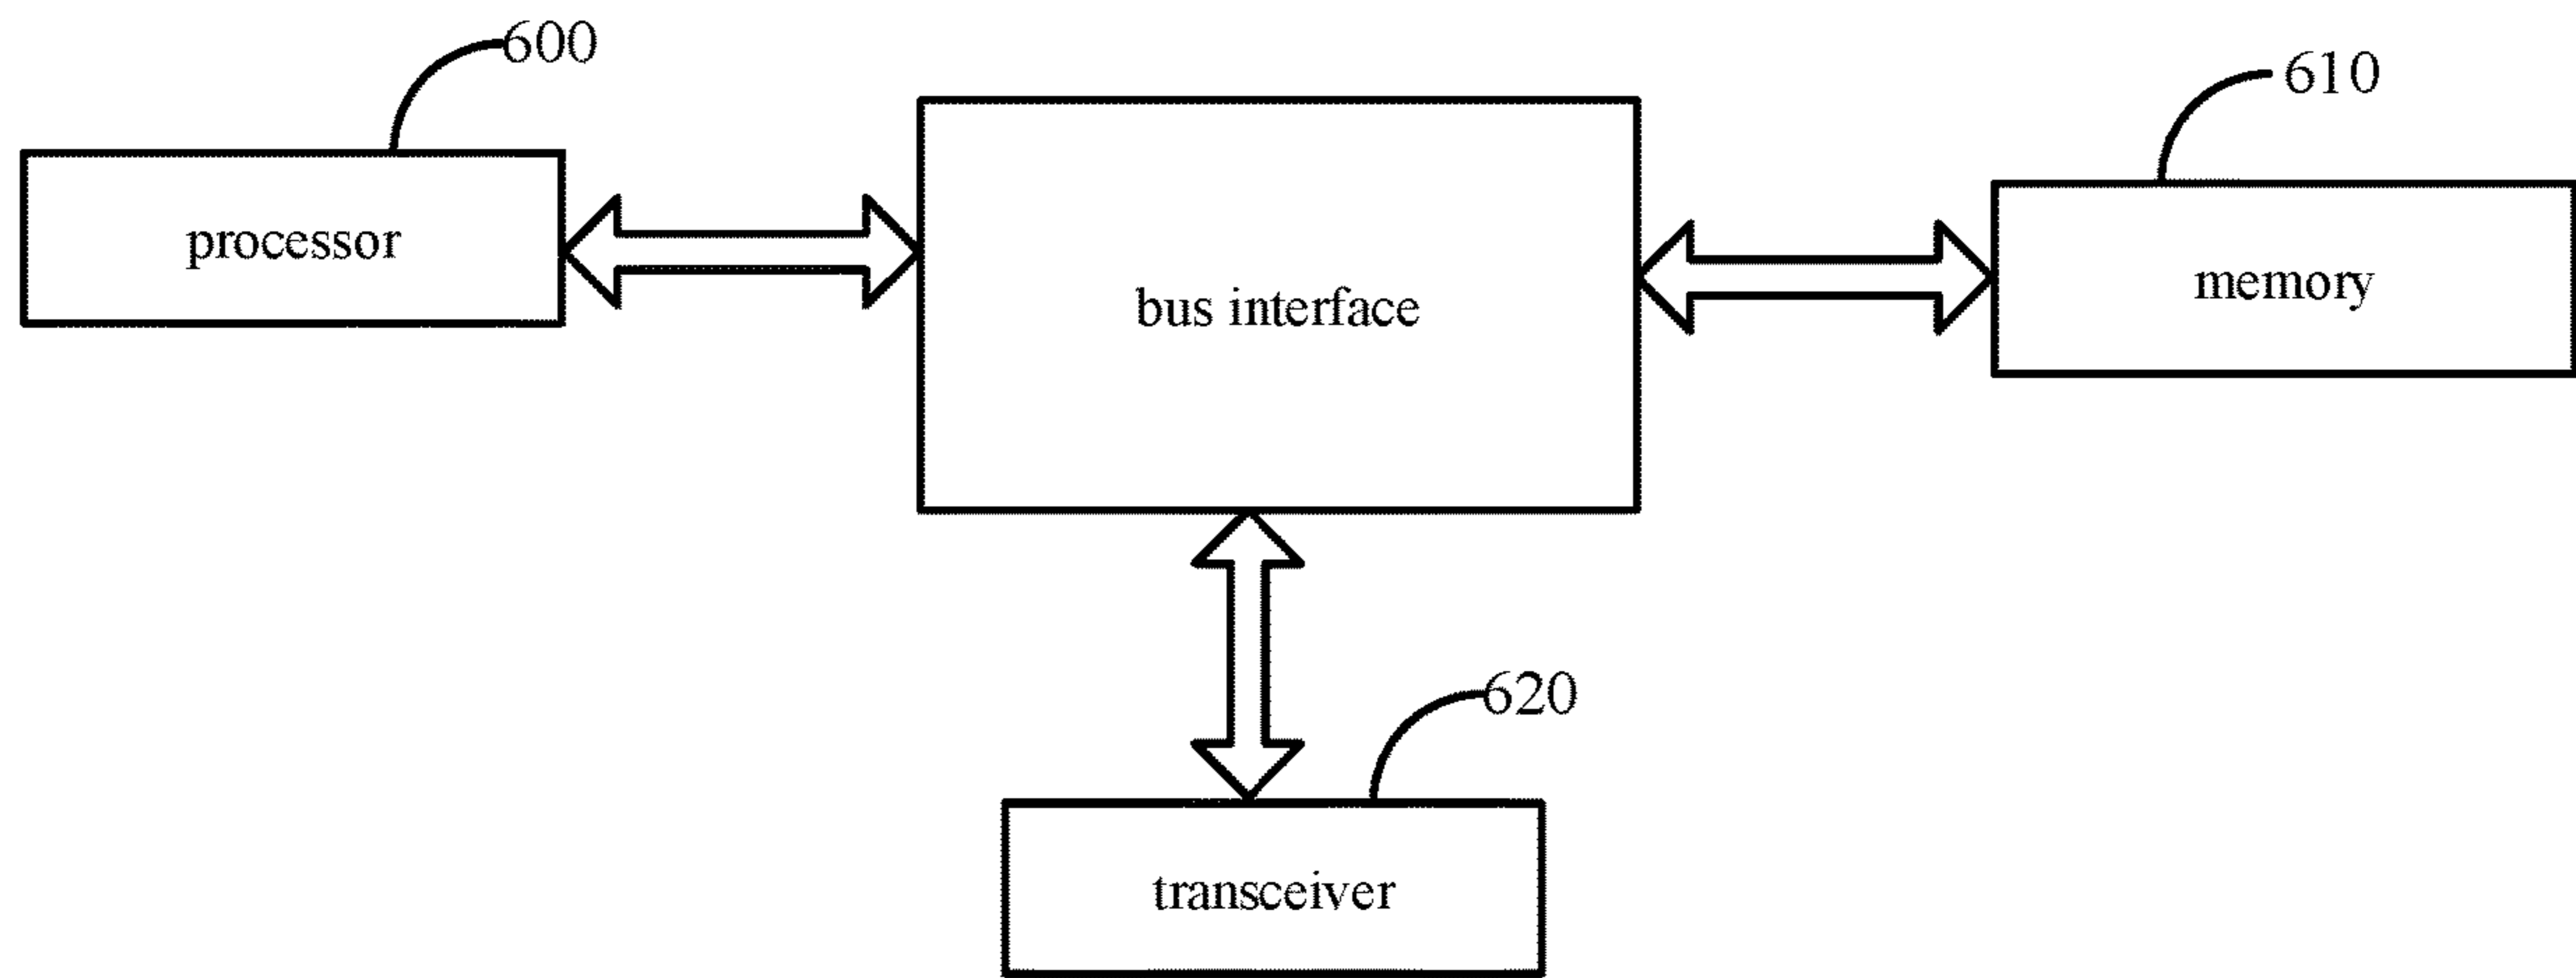 600
610
processor
bus interface
memory
620
transceiver